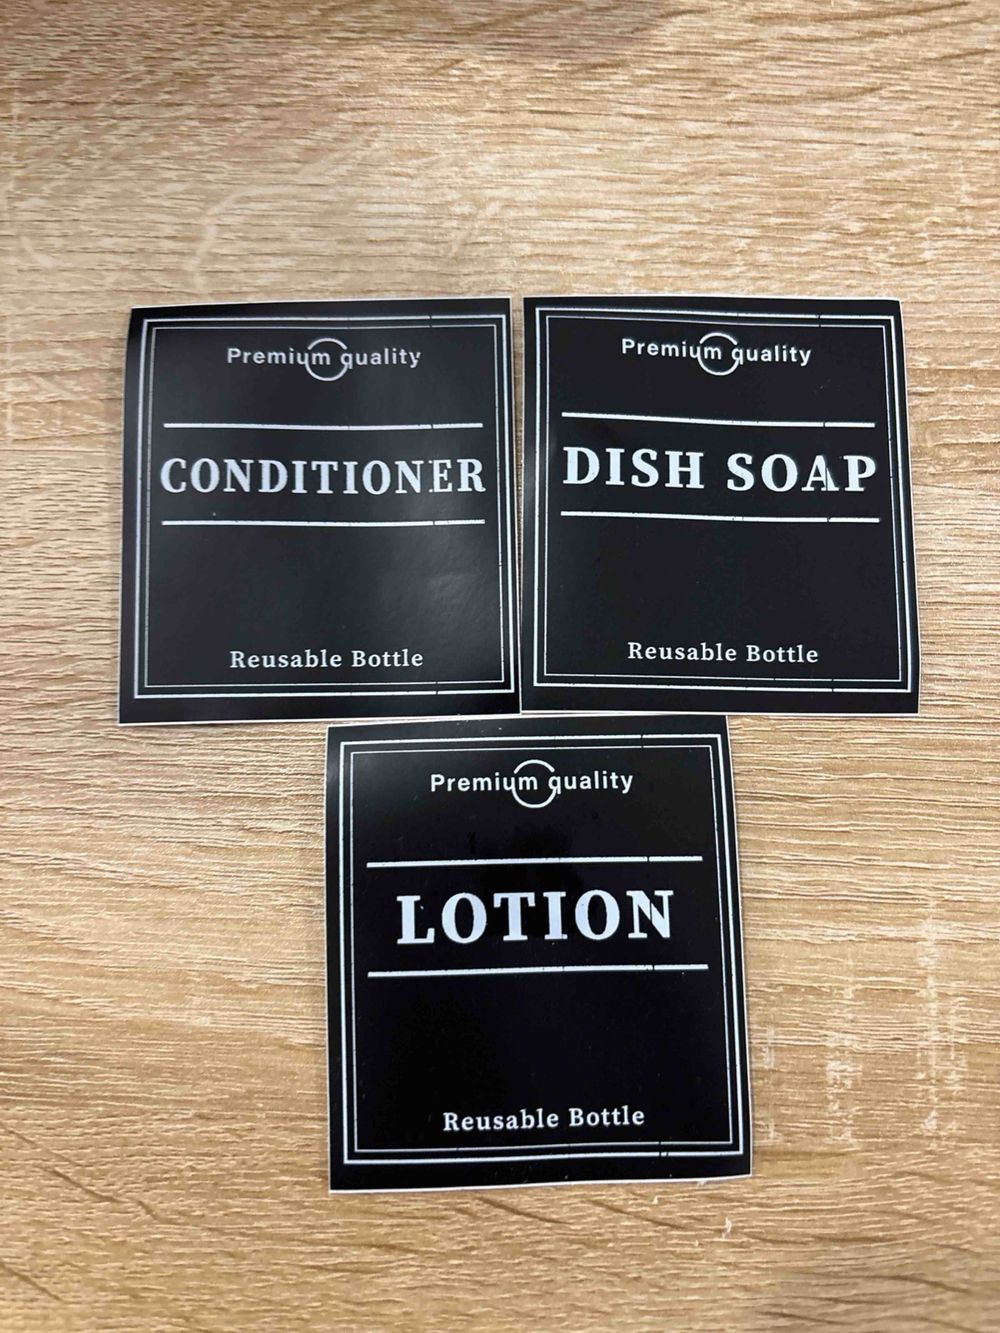 Premium quality
CONDITIONER
Reusable Bottle
Premium quality
DISH SOAP
Reusable Bottle
Premium quality
LOTION
Reusable Bottle